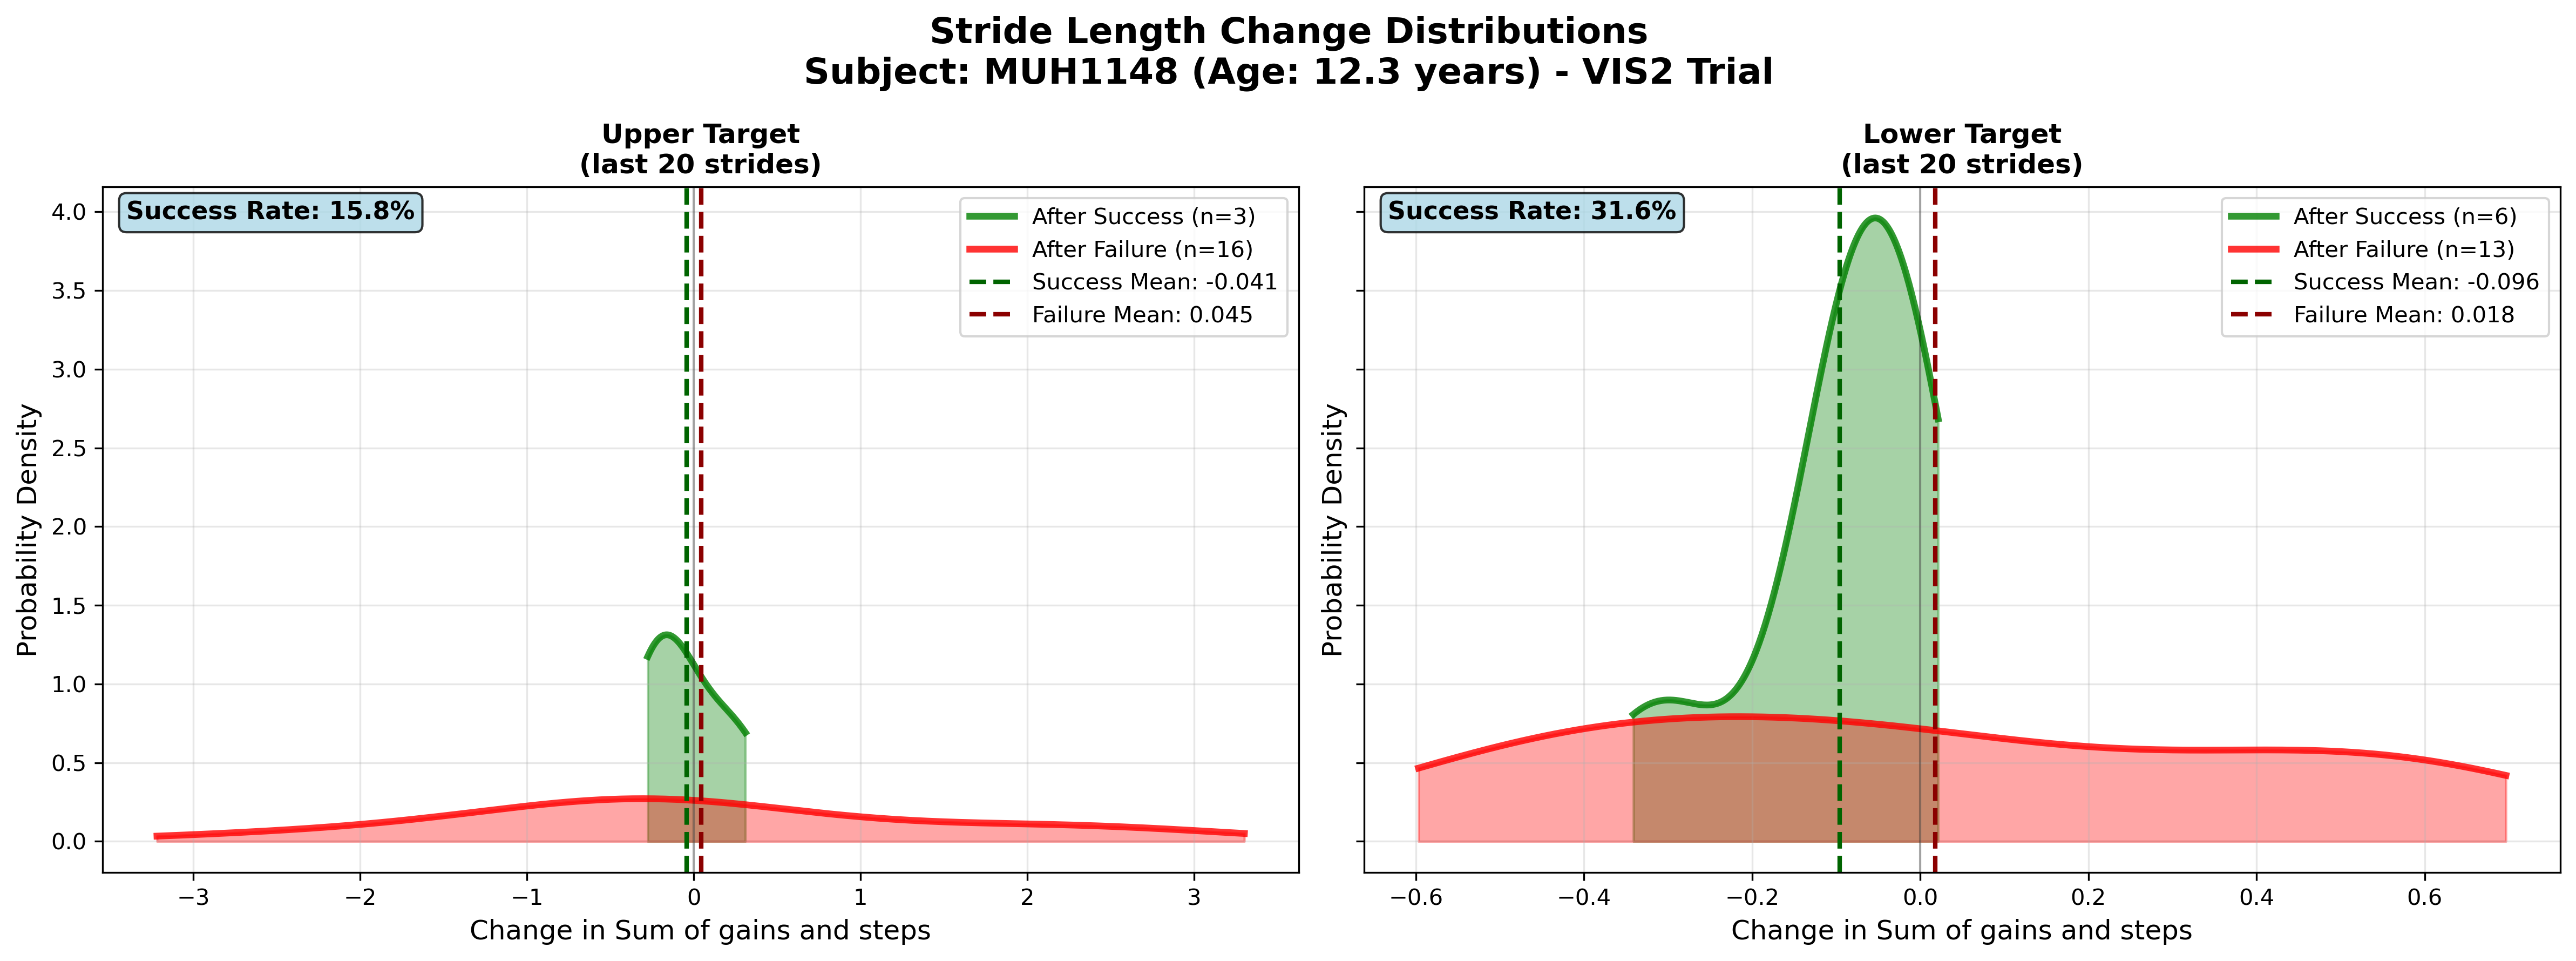 Stride Length Change Distributions
Subject: MUH1148 (Age: 12.3 years) - VIS2 Trial
Upper Target
(last 20 strides)
Success Rate: 15.8%
After Success (n=3)
After Failure (n=16)
Success Mean: -0.041
Failure Mean: 0.045
Probability Density
4.0
3.5
3.0
2.5
2.0
1.5
1.0
0.5
0.0
−3
−2
−1
0
1
2
3
Change in Sum of gains and steps
Lower Target
(last 20 strides)
Success Rate: 31.6%
After Success (n=6)
After Failure (n=13)
Success Mean: -0.096
Failure Mean: 0.018
Probability Density
−0.6
−0.4
−0.2
0.0
0.2
0.4
0.6
Change in Sum of gains and steps